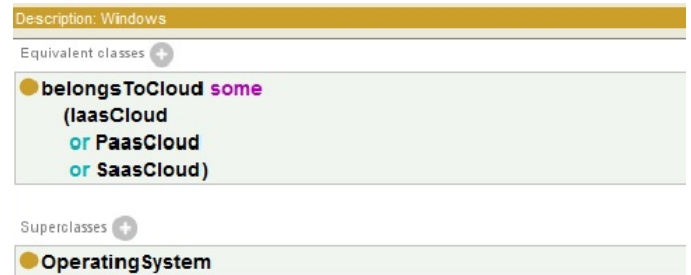 Description: Windows
Equivalent classes
belongsToCloud some
(IaasCloud
or PaasCloud
or SaasCloud)
Superclasses
OperatingSystem